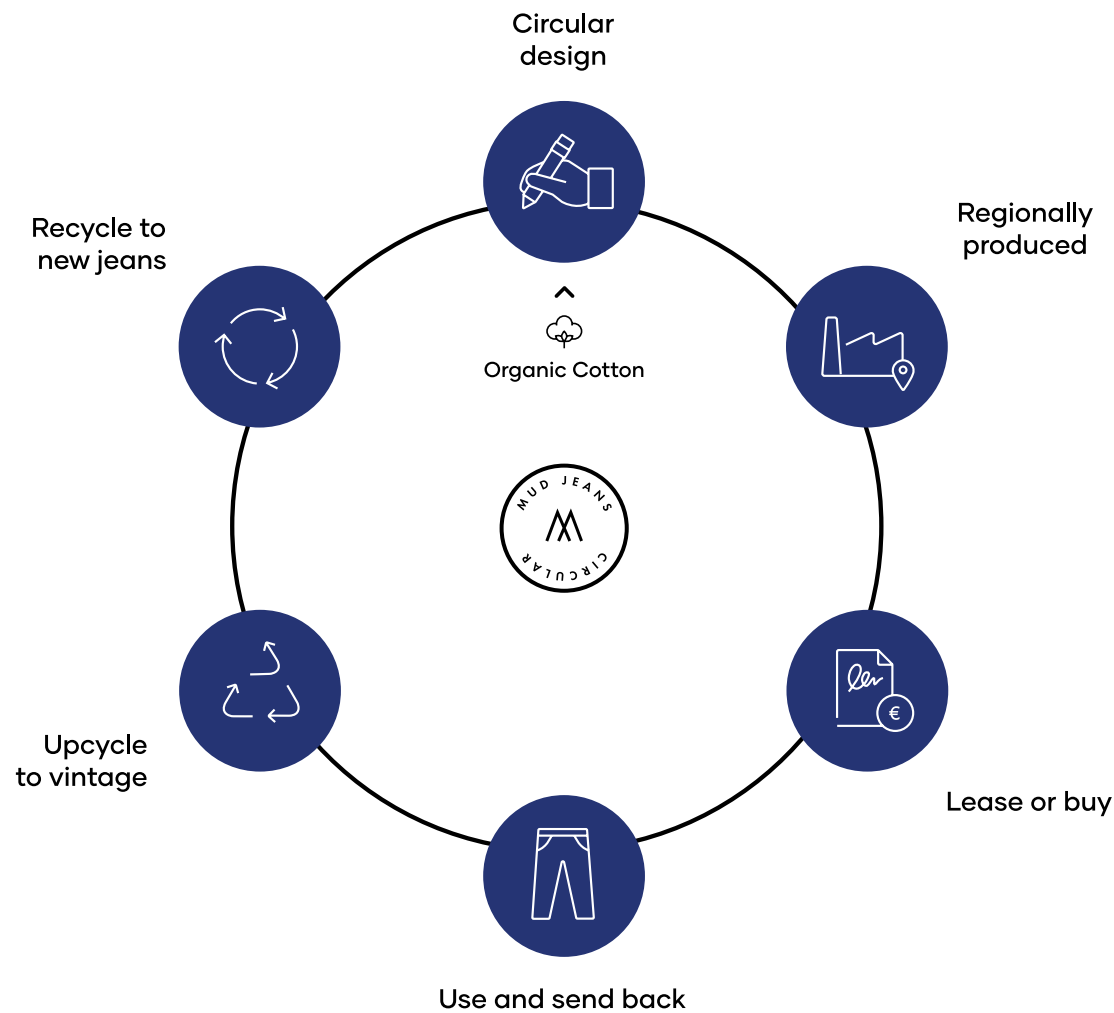 Circular
design
Regionally
produced
Recycle to
new jeans
Organic Cotton
MUD JEANS
CIRCULAR
€
Upcycle
to vintage
Lease or buy
Use and send back